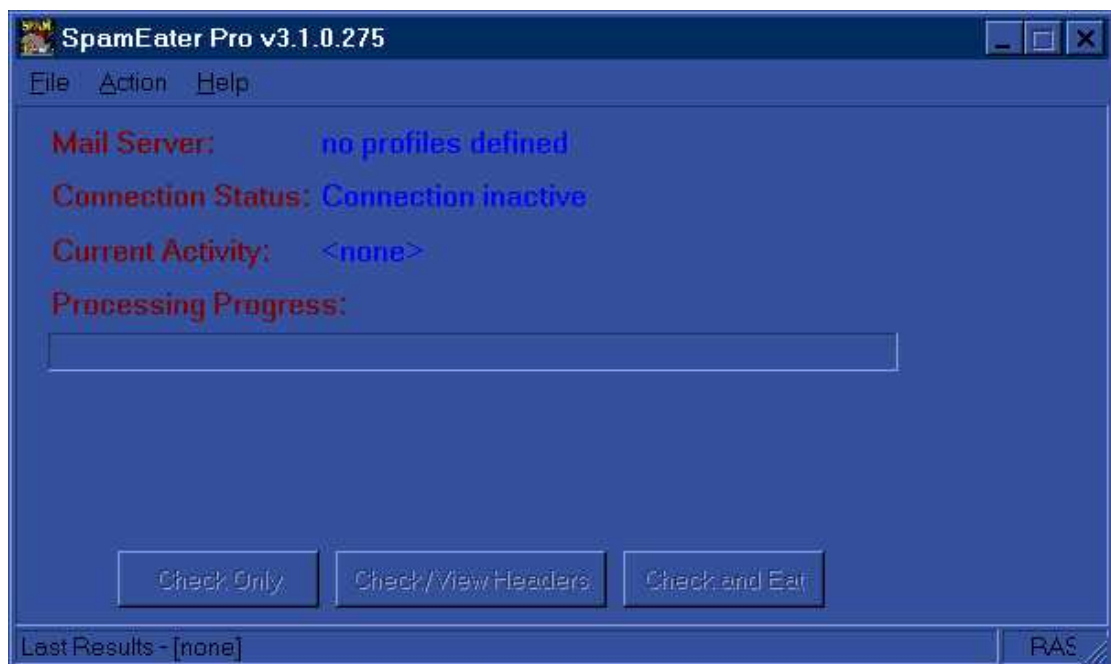 SpamEater Pro v3.1.0.275
File Action Help
Mail Server: no profiles defined
Connection Status: Connection inactive
Current Activity: <none>
Processing Progress:
Check Only Check/View Headers Check and Eat
Last Results - [none] RAS